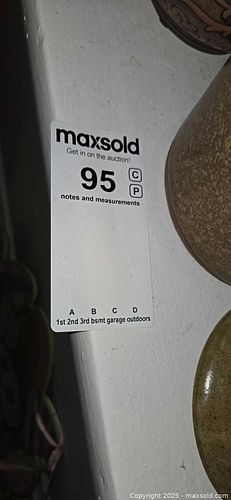 maxsold
Get in on the auction!
95 C
P
notes and measurements
A B C D
1st 2nd 3rd bsmt garage outdoors
Copyright © 2025 - maxsold.com